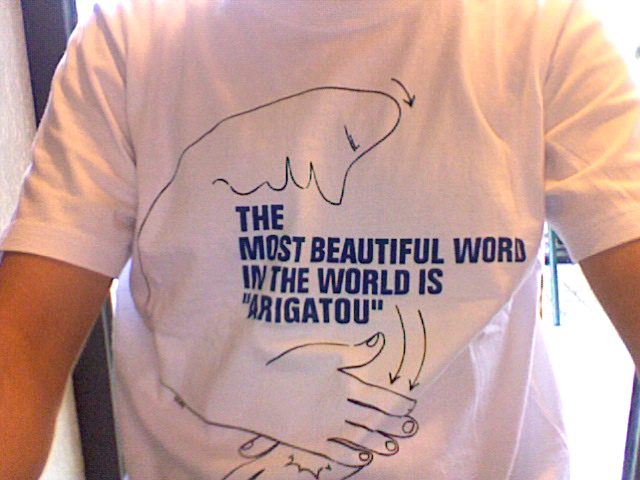 THE
MOST BEAUTIFUL WORD
IN THE WORLD IS
"ARIGATOU"